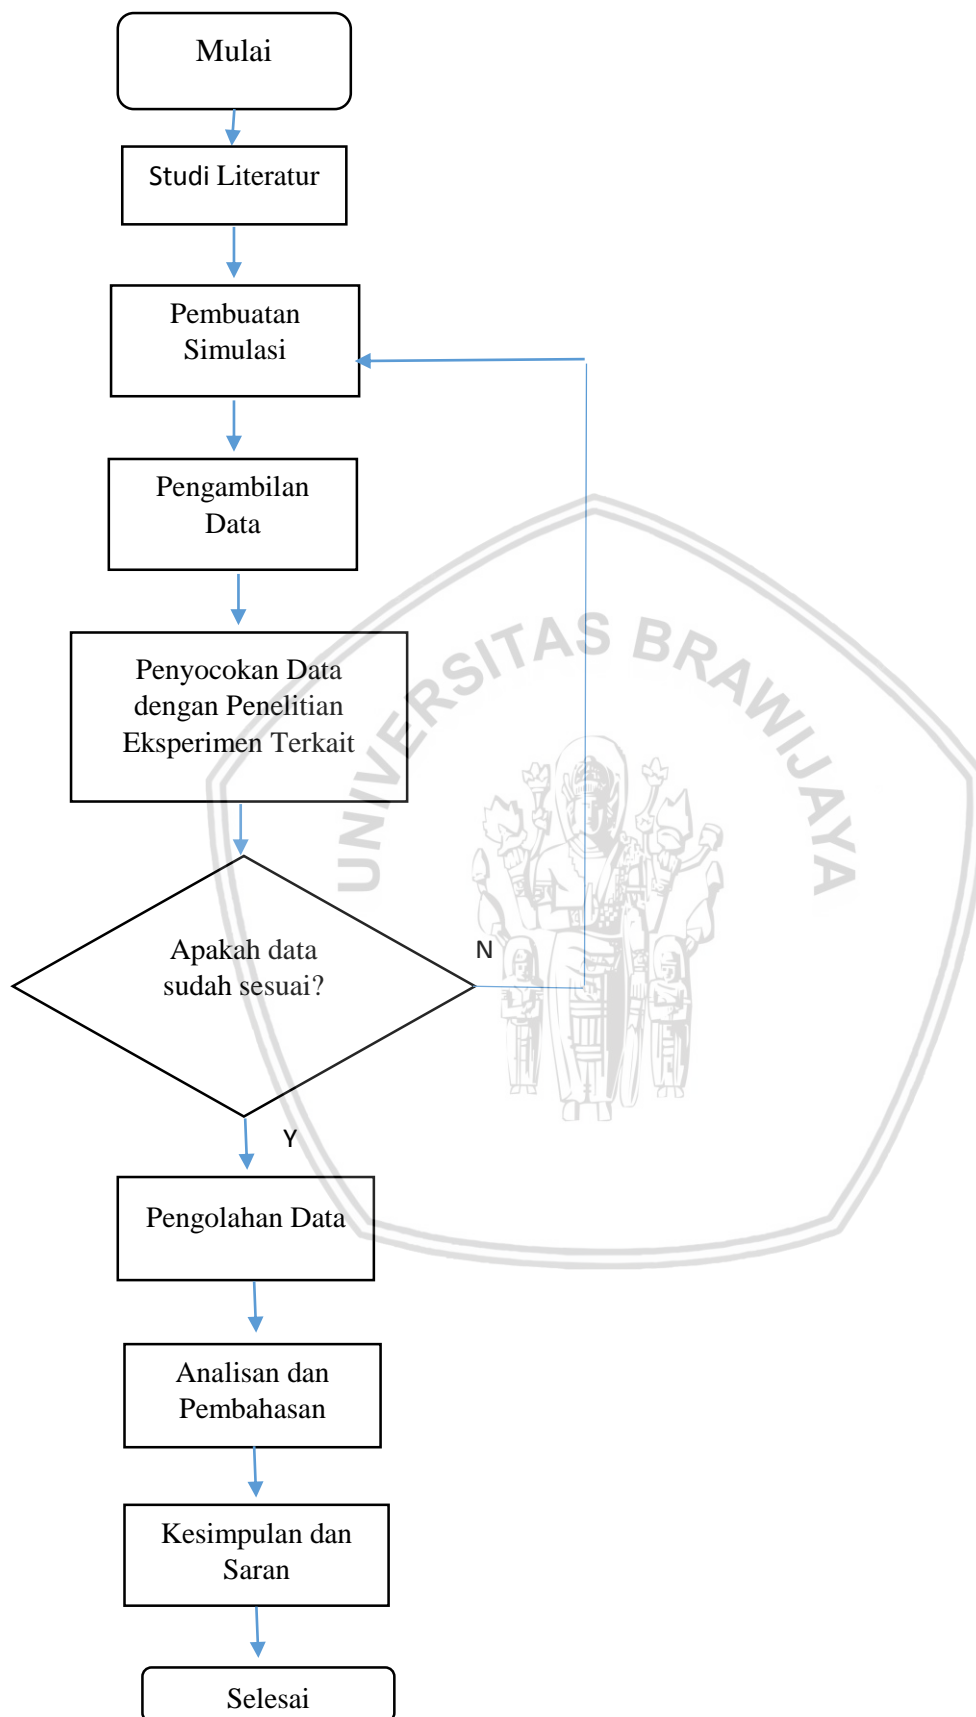 Mulai
Studi Literatur
Pembuatan
Simulasi
Pengambilan
Data
Penyocokan Data
dengan Penelitian
Eksperimen Terkait
UNIVERSITAS BRAWIJAYA
Apakah data
sudah sesuai?
N
Y
Pengolahan Data
Analisan dan
Pembahasan
Kesimpulan dan
Saran
Selesai